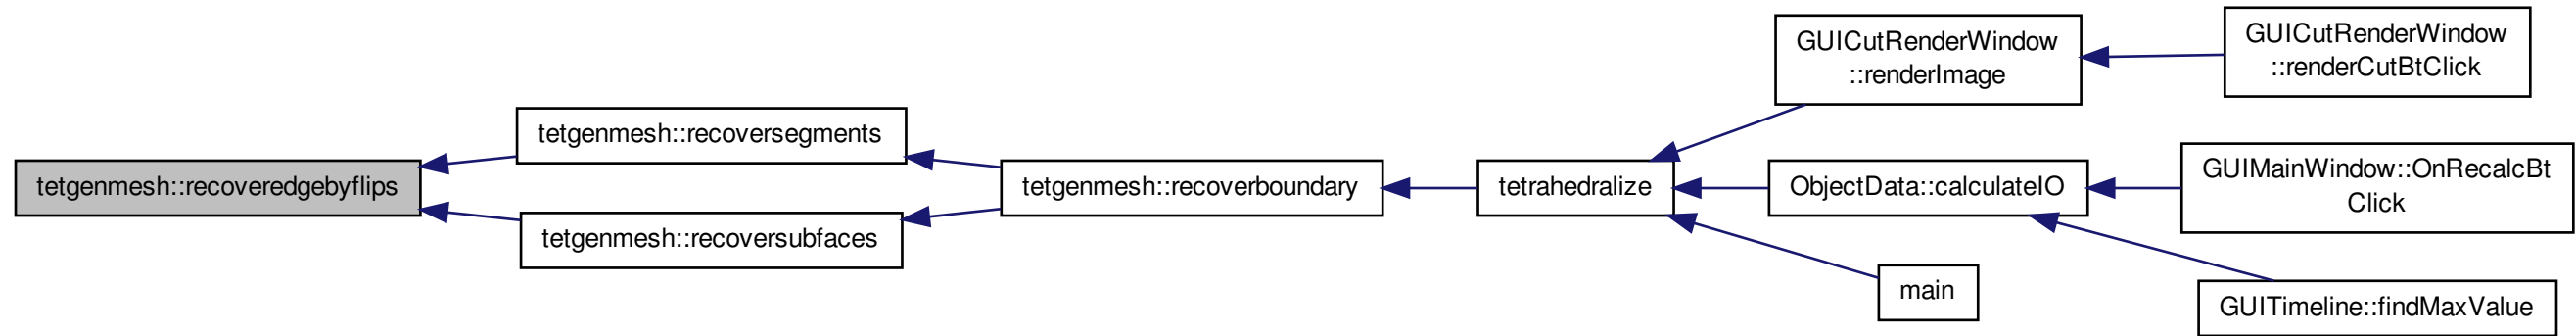 tetgenmesh::recoveredgebyflips
tetgenmesh::recoversegments
tetgenmesh::recoversubfaces
tetgenmesh::recoverboundary
tetrahedralize
GUICutRenderWindow
::renderImage
ObjectData::calculateIO
main
GUICutRenderWindow
::renderCutBtClick
GUIMainWindow::OnRecalcBt
Click
GUITimeline::findMaxValue